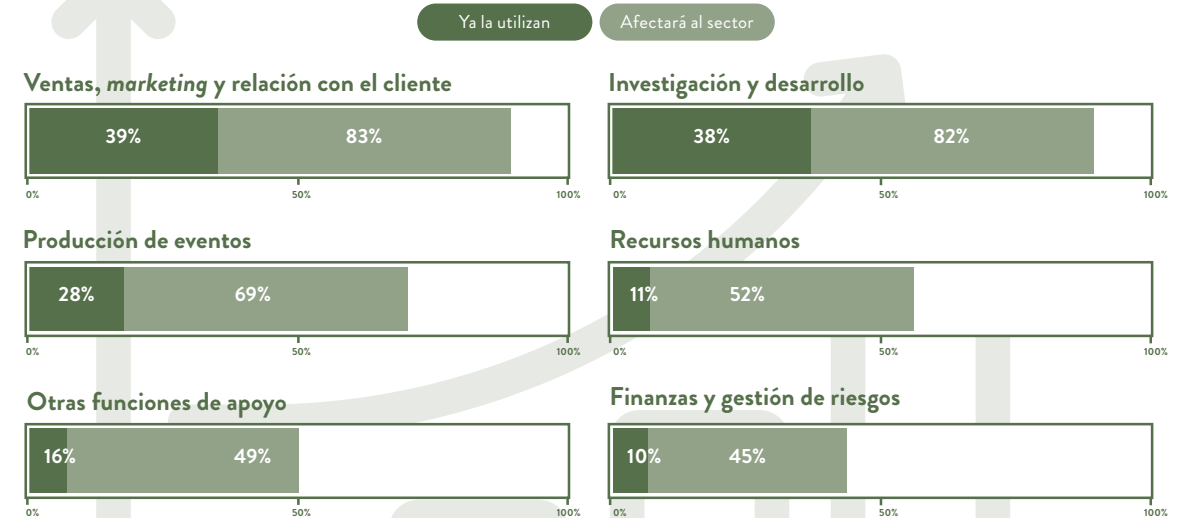 Ya la utilizan
Afectará al sector
Ventas, marketing y relación con el cliente
39% 83%
0% 50% 100%
Investigación y desarrollo
38% 82%
0% 50% 100%
Producción de eventos
28% 69%
0% 50% 100%
Recursos humanos
11% 52%
0% 50% 100%
Otras funciones de apoyo
16% 49%
0% 50% 100%
Finanzas y gestión de riesgos
10% 45%
0% 50% 100%